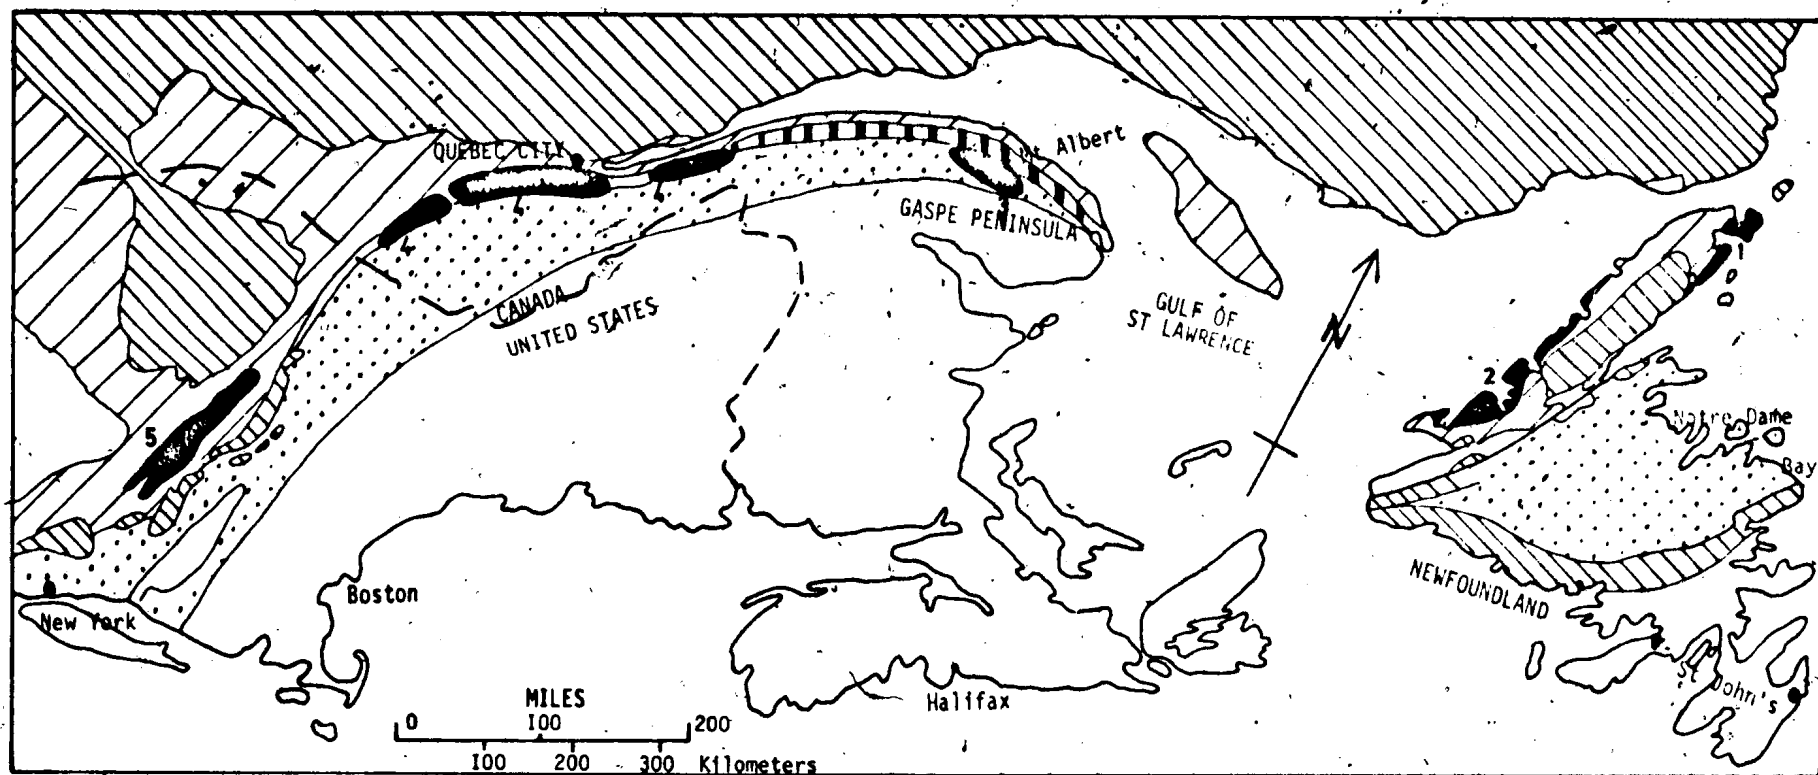 QUEBEC CITY
Mt Albert
GASPE PENINSULA
CANADA
UNITED STATES
GULF OF
ST LAWRENCE
N
1
2
4
5
Notre Dame
Bay
NEWFOUNDLAND
St John's
Boston
New York
Halifax
MILES
0 100 200
100 200 300 Kilometers